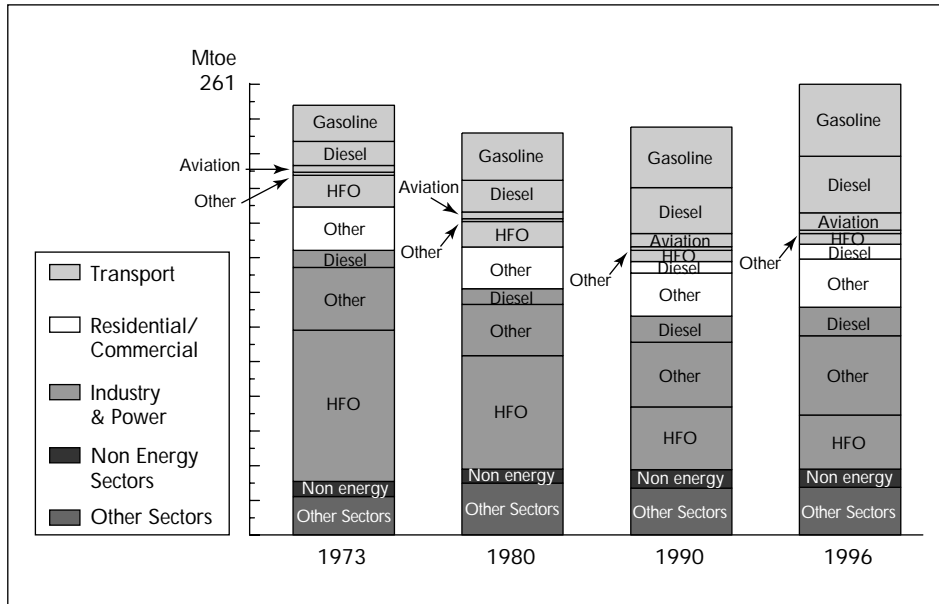 Mtoe
261
Aviation
Other
Gasoline
Diesel
HFO
Other
Diesel
Other
HFO
Non energy
Other Sectors
Aviation
Other
Gasoline
Diesel
HFO
Other
Diesel
Other
HFO
Non energy
Other Sectors
Other
Gasoline
Diesel
Aviation
HFO
Diesel
Other
Diesel
Other
HFO
Non energy
Other Sectors
Other
Gasoline
Diesel
Aviation
HFO
Diesel
Other
Diesel
Other
HFO
Non energy
Other Sectors
1973
1980
1990
1996
Transport
Residential/
Commercial
Industry
& Power
Non Energy
Sectors
Other Sectors